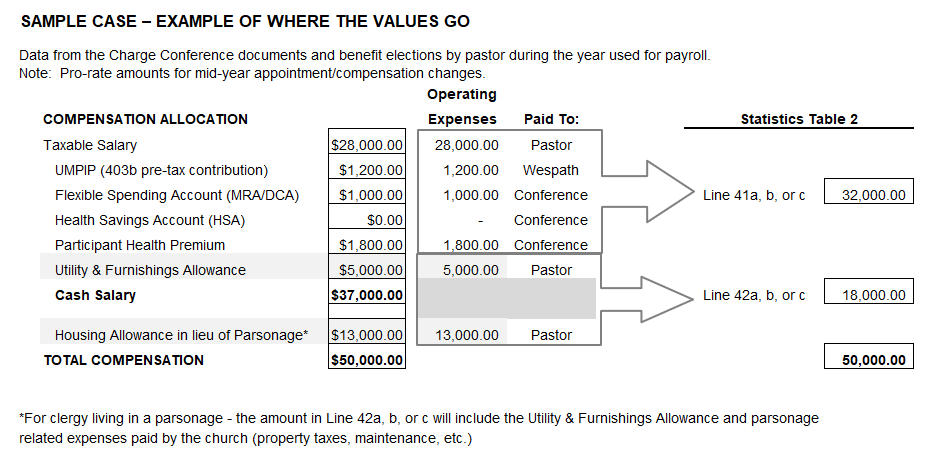 SAMPLE CASE – EXAMPLE OF WHERE THE VALUES GO
Data from the Charge Conference documents and benefit elections by pastor during the year used for payroll.
Note: Pro-rate amounts for mid-year appointment/compensation changes.
Operating
COMPENSATION ALLOCATION Expenses Paid To: Statistics Table 2
Taxable Salary $28,000.00 28,000.00 Pastor
UMPIP (403b pre-tax contribution) $1,200.00 1,200.00 Wespath
Flexible Spending Account (MRA/DCA) $1,000.00 1,000.00 Conference Line 41a, b, or c 32,000.00
Health Savings Account (HSA) $0.00 - Conference
Participant Health Premium $1,800.00 1,800.00 Conference
Utility & Furnishings Allowance $5,000.00 5,000.00 Pastor
Cash Salary $37,000.00 Line 42a, b, or c 18,000.00
Housing Allowance in lieu of Parsonage* $13,000.00 13,000.00 Pastor
TOTAL COMPENSATION $50,000.00 50,000.00
*For clergy living in a parsonage - the amount in Line 42a, b, or c will include the Utility & Furnishings Allowance and parsonage
related expenses paid by the church (property taxes, maintenance, etc.)